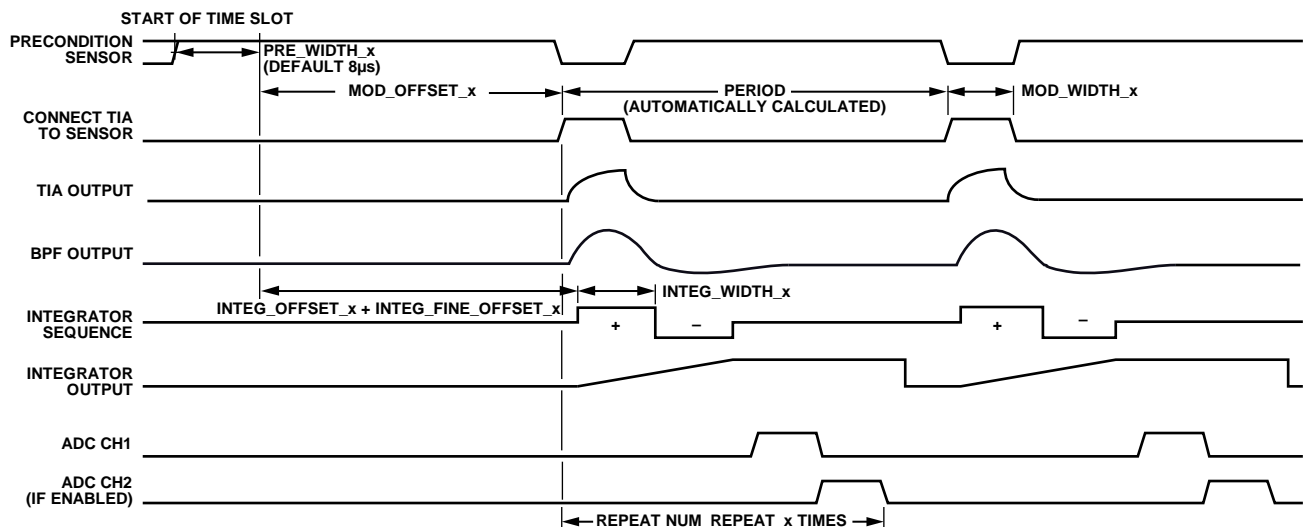 START OF TIME SLOT
PRECONDITION
SENSOR
PRE_WIDTH_x
(DEFAULT 8µs)
MOD_OFFSET_x
PERIOD
(AUTOMATICALLY CALCULATED)
MOD_WIDTH_x
CONNECT TIA
TO SENSOR
TIA OUTPUT
BPF OUTPUT
INTEG_OFFSET_x + INTEG_FINE_OFFSET_x
INTEG_WIDTH_x
INTEGRATOR
SEQUENCE
+ – + –
INTEGRATOR
OUTPUT
ADC CH1
ADC CH2
(IF ENABLED)
REPEAT NUM_REPEAT_x TIMES